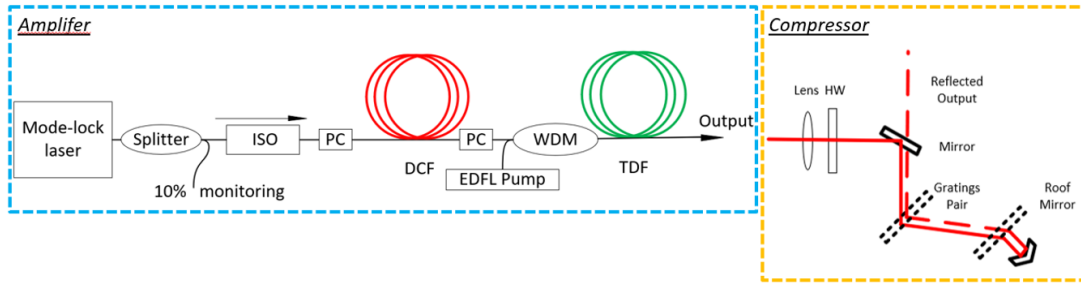 Amplifer
Mode-lock
laser
Splitter
10% monitoring
ISO
PC
DCF
PC
EDFL Pump
WDM
TDF
Output
Compressor
Lens
HW
Reflected
Output
Mirror
Gratings
Pair
Roof
Mirror